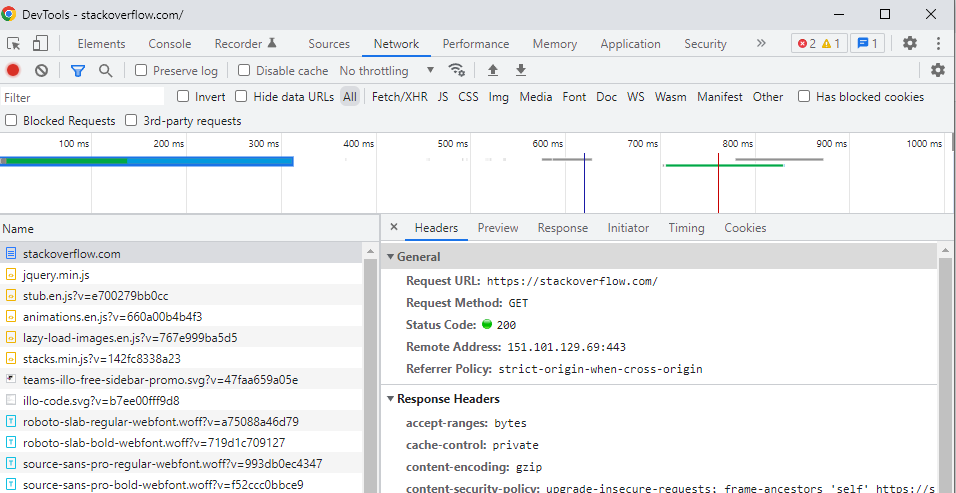 DevTools - stackoverflow.com/
Elements Console Recorder Sources Network Performance Memory Application Security » 2 1 1
Preserve log Disable cache No throttling
Filter Invert Hide data URLs All Fetch/XHR JS CSS Img Media Font Doc WS Wasm Manifest Other Has blocked cookies
Blocked Requests 3rd-party requests
100 ms 200 ms 300 ms 400 ms 500 ms 600 ms 700 ms 800 ms 900 ms 1000 ms
Name
stackoverflow.com
jquery.min.js
stub.en.js?v=e700279bb0cc
animations.en.js?v=660a00b4b4f3
lazy-load-images.en.js?v=767e999ba5d5
stacks.min.js?v=142fc8338a23
teams-illo-free-sidebar-promo.svg?v=47faa659a05e
illo-code.svg?v=b7ee00fff9d8
roboto-slab-regular-webfont.woff?v=a75088a46d79
roboto-slab-bold-webfont.woff?v=719d1c709127
source-sans-pro-regular-webfont.woff?v=993db0ec4347
source-sans-pro-bold-webfont.woff?v=f52ccc0bbce9
× Headers Preview Response Initiator Timing Cookies
General
Request URL: https://stackoverflow.com/
Request Method: GET
Status Code: 200
Remote Address: 151.101.129.69:443
Referrer Policy: strict-origin-when-cross-origin
Response Headers
accept-ranges: bytes
cache-control: private
content-encoding: gzip
content-security-policy: upgrade-insecure-requests; frame-ancestors 'self' https://s